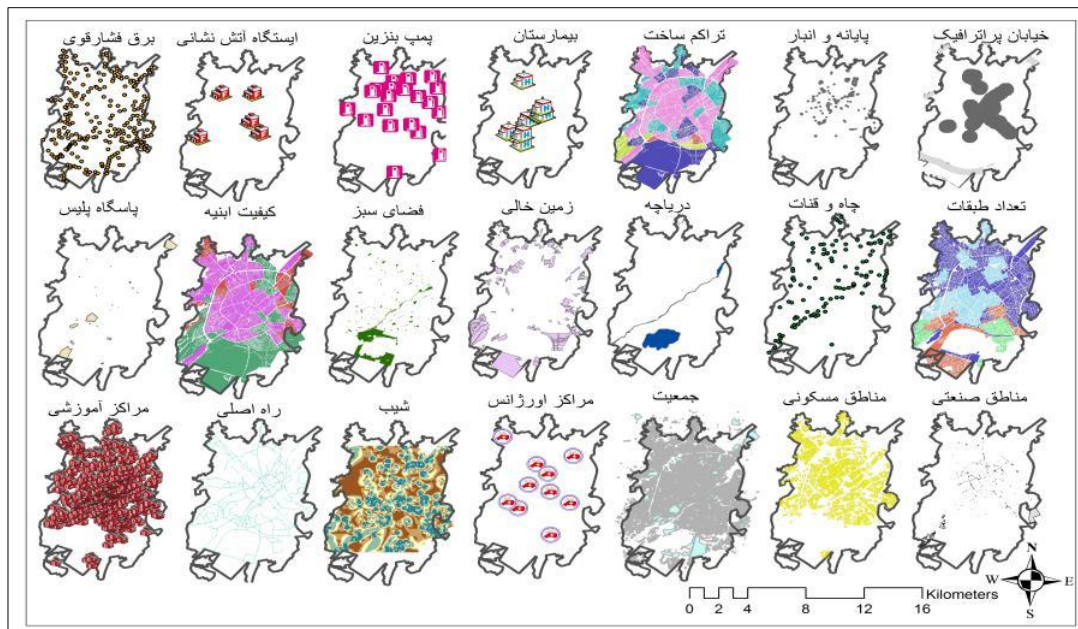 خیابان پرترافیک
پایانه و انبار
تراکم ساخت
بیمارستان
پمپ بنزین
ایستگاه آتش نشانی
برق فشارقوی
تعداد طبقات
چاه و قنات
دریاچه
زمین خالی
فضای سبز
کیفیت ابنیه
پاسگاه پلیس
مناطق صنعتی
مناطق مسکونی
جمعیت
مراکز اورژانس
شیب
راه اصلی
مراکز آموزشی
Kilometers
0 1 2 4 8 12 16
N
W E
S